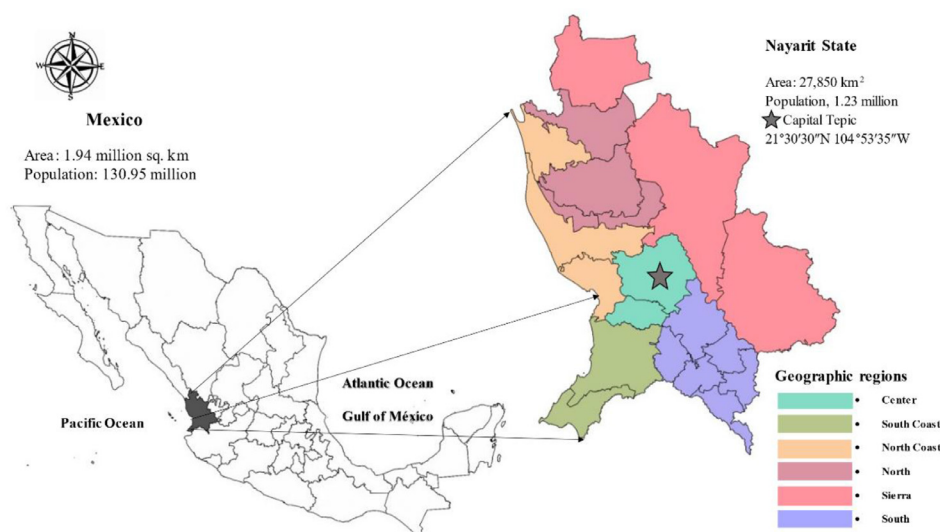 N
W
E
S
Mexico
Area: 1.94 million sq. km
Population: 130.95 million
Pacific Ocean
Atlantic Ocean
Gulf of México
Nayarit State
Area: 27,850 km²
Population, 1.23 million
Capital Tepic
21°30′30″N 104°53′35″W
Geographic regions
• Center
• South Coast
• North Coast
• North
• Sierra
• South